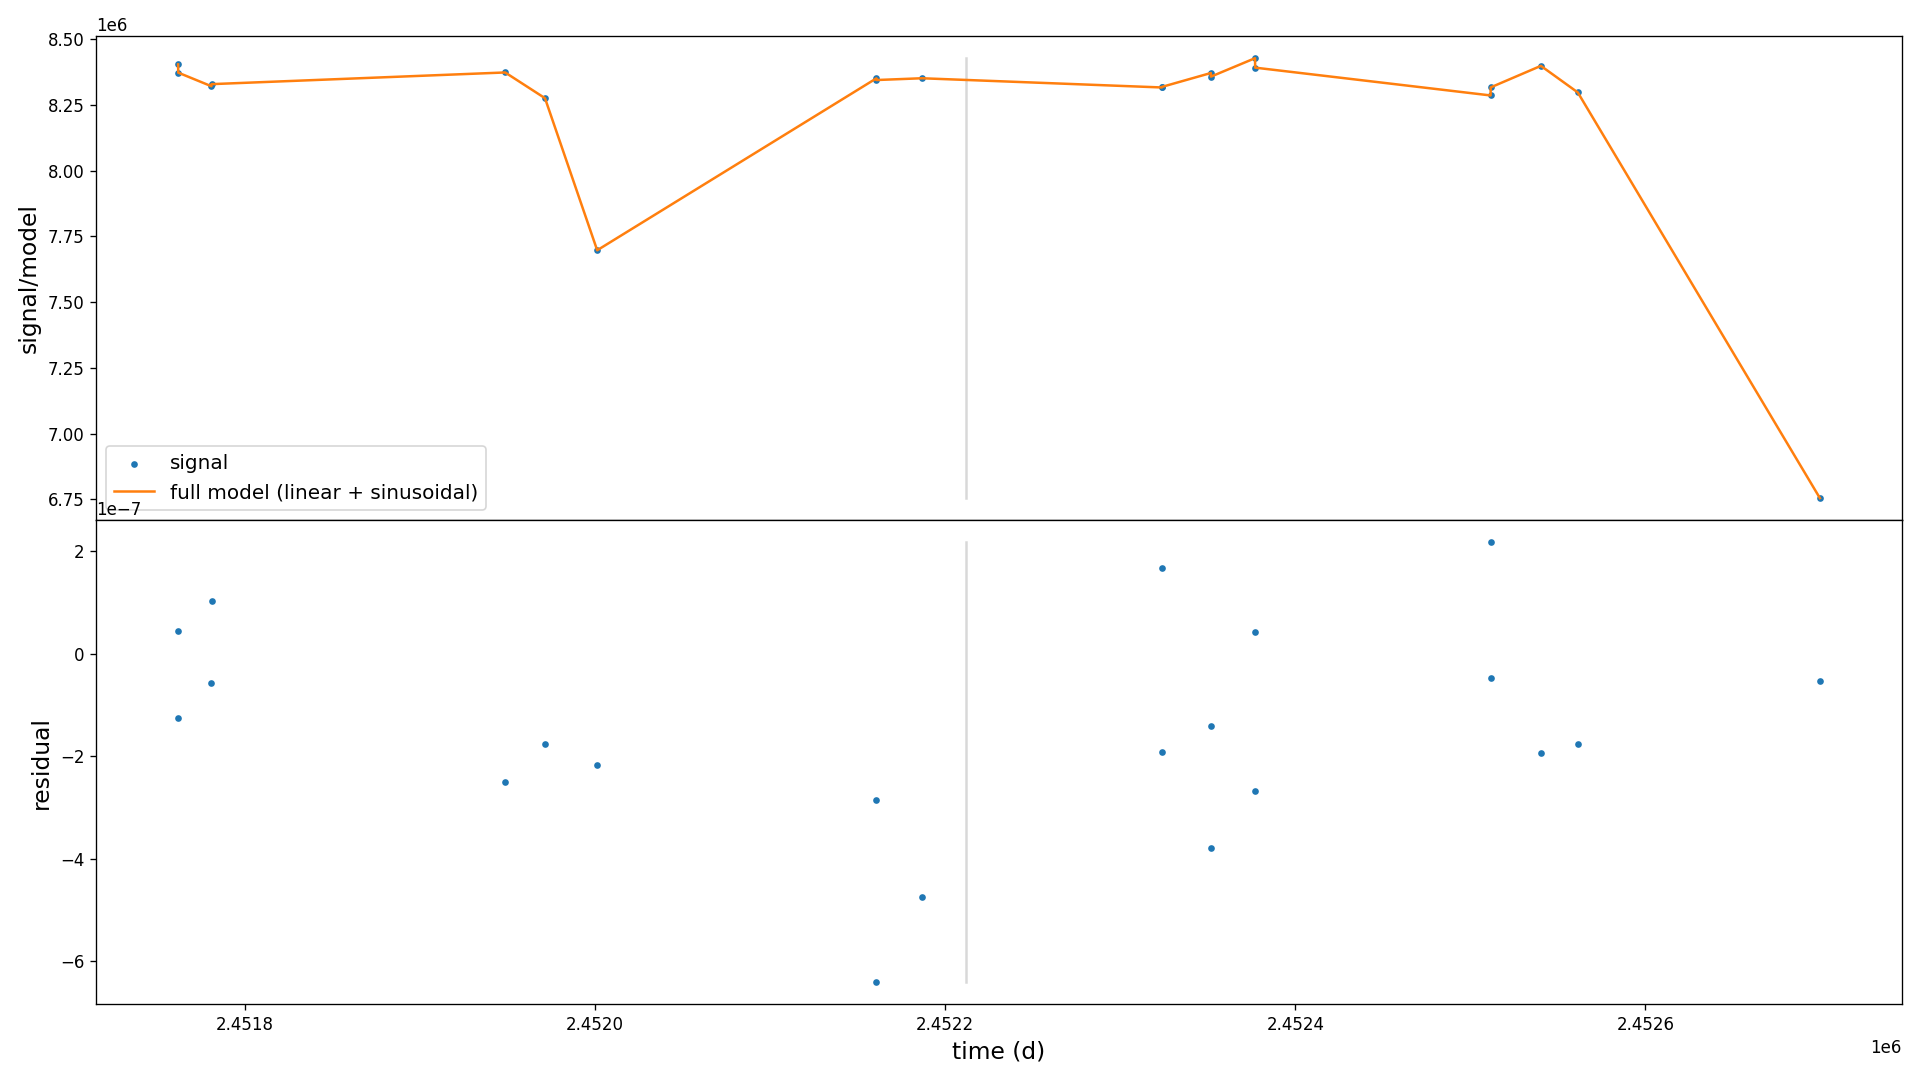 1e6
8.50
8.25
8.00
7.75
7.50
7.25
7.00
6.75
signal/model
signal
full model (linear + sinusoidal)
1e−7
2
0
−2
−4
−6
residual
2.4518
2.4520
2.4522
2.4524
2.4526
time (d)
1e6